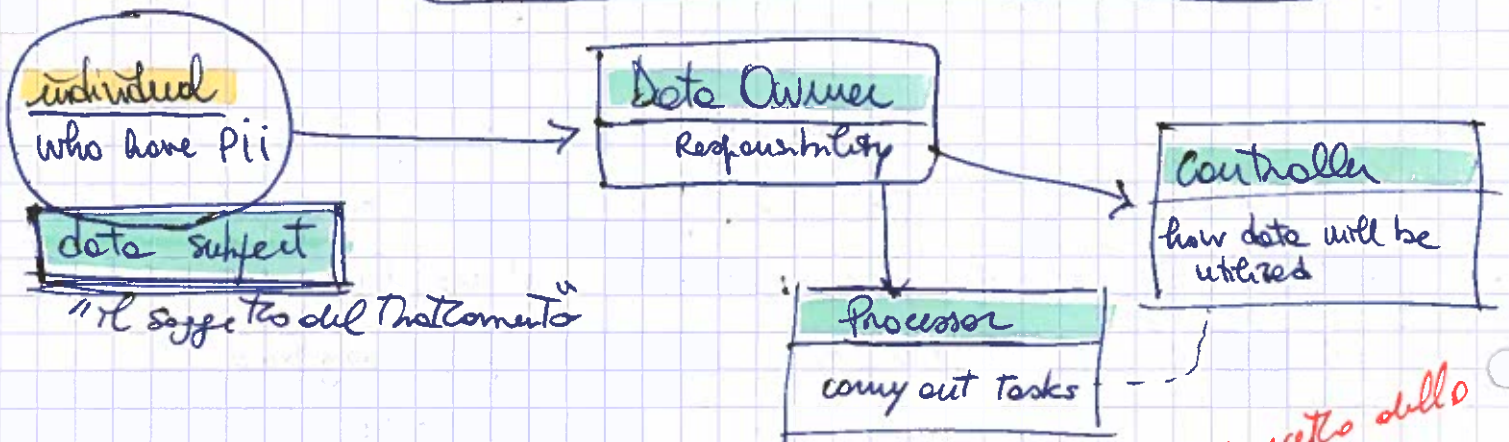 individual
who have Pii
data subject
"il soggetto del Trattamento"
Data Owner
Responsibility
Controller
how data will be
utilized
Processor
carry out tasks
dello